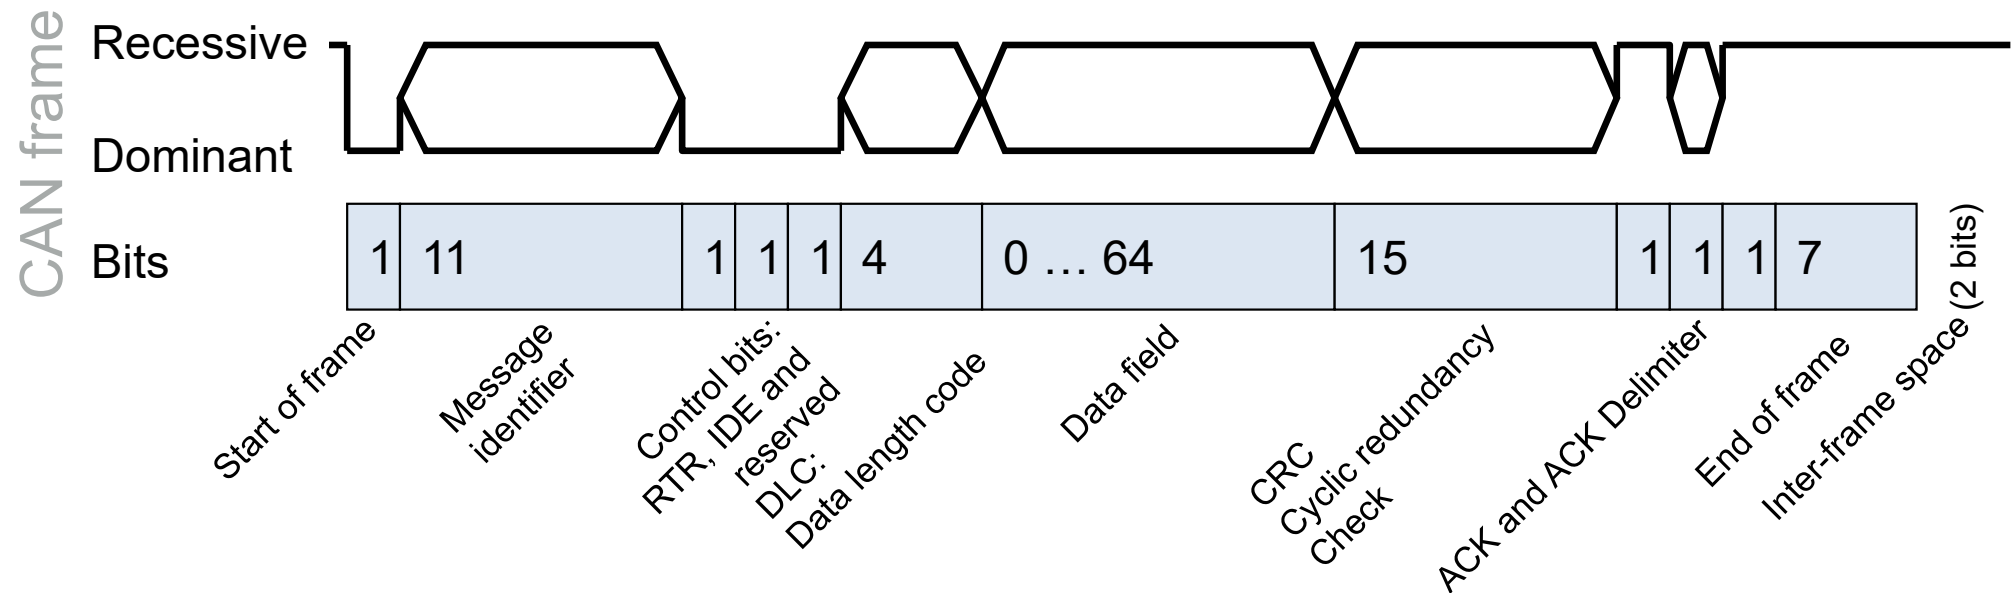 CAN frame
Recessive
Dominant
Bits
1 11 1 1 1 4 0 … 64 15 1 1 1 7
Start of frame
Message
identifier
Control bits:
RTR, IDE and
reserved
DLC:
Data length code
Data field
CRC
Cyclic redundancy
Check
ACK and ACK Delimiter
End of frame
Inter-frame space (2 bits)